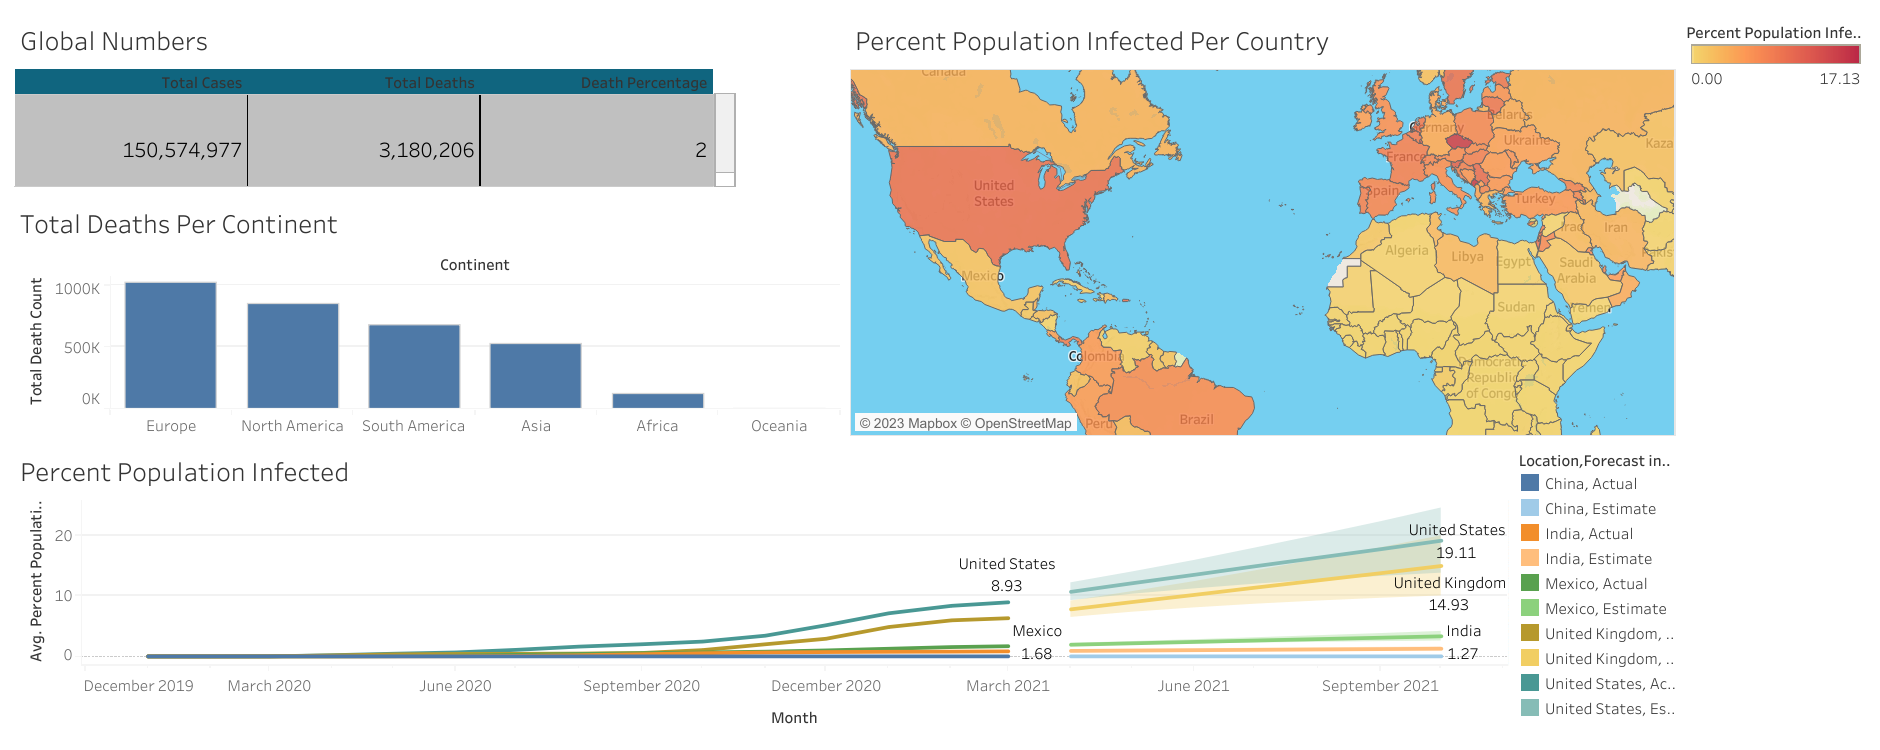 Global Numbers
Total Cases
Total Deaths
Death Percentage
150,574,977
3,180,206
2
Total Deaths Per Continent
Continent
Total Death Count
1000K
500K
0K
Europe
North America
South America
Asia
Africa
Oceania
Percent Population Infected Per Country
Canada
United
States
Mexico
Colombia
Brazil
Peru
Germany
Belarus
Ukraine
France
Spain
Turkey
Iraq
Iran
Kaza
Pakis
Algeria
Libya
Egypt
Saudi
Arabia
Sudan
Yemen
Democratic
Republic
of Congo
© 2023 Mapbox © OpenStreetMap
Percent Population Infe..
0.00
17.13
Percent Population Infected
Avg. Percent Populati..
20
10
0
United States
8.93
Mexico
1.68
United States
19.11
United Kingdom
14.93
India
1.27
December 2019
March 2020
June 2020
September 2020
December 2020
March 2021
June 2021
September 2021
Month
Location,Forecast in..
China, Actual
China, Estimate
India, Actual
India, Estimate
Mexico, Actual
Mexico, Estimate
United Kingdom, ..
United Kingdom, ..
United States, Ac..
United States, Es..